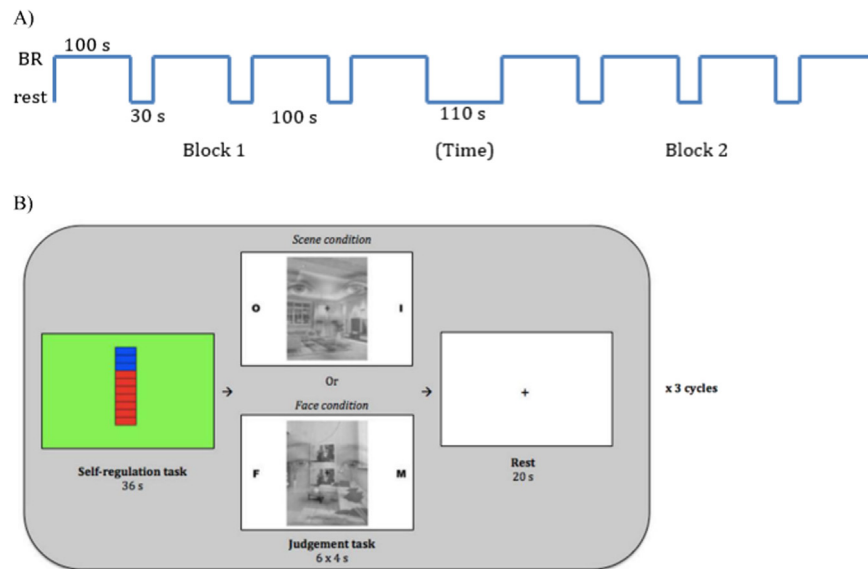 A)
100 s
BR
rest
30 s
100 s
110 s
Block 1
(Time)
Block 2
B)
Scene condition
O
I
Or
Face condition
F
M
x 3 cycles
+
Self-regulation task
36 s
Judgement task
6 x 4 s
Rest
20 s